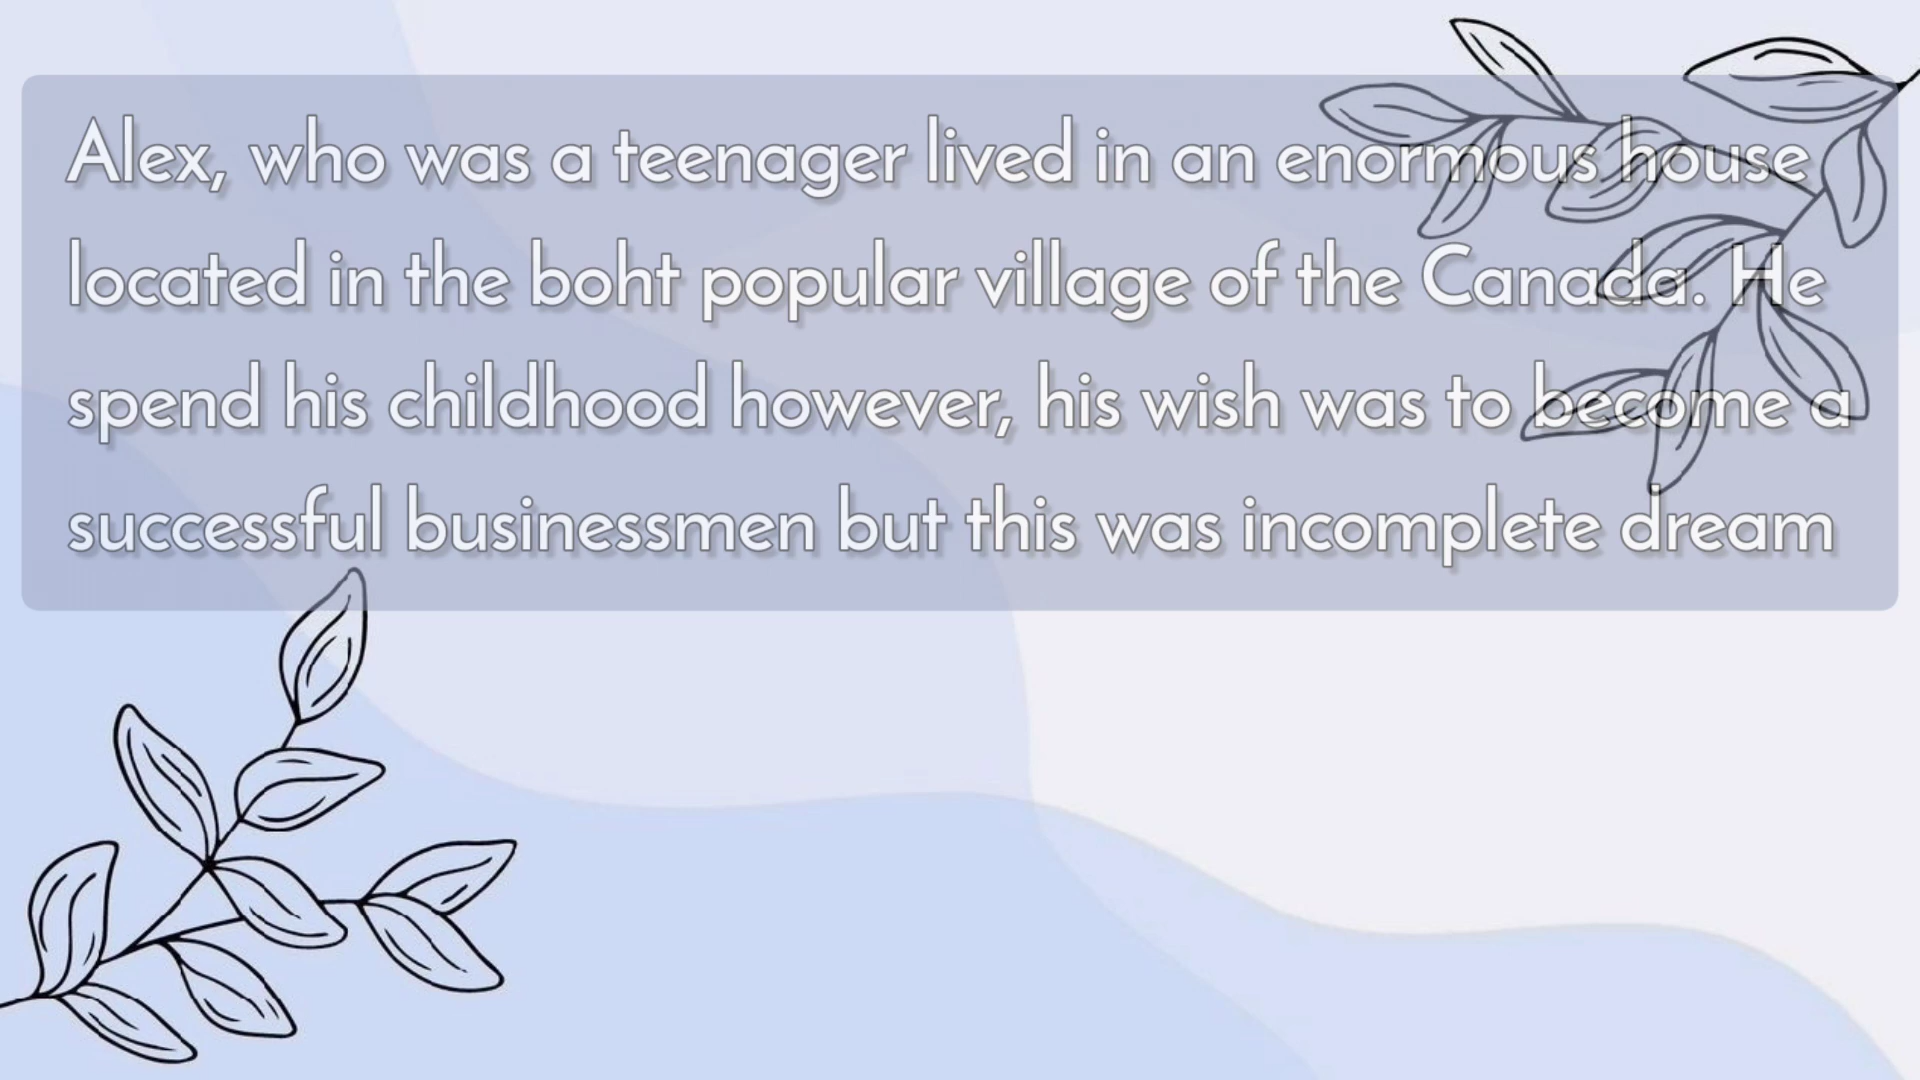 Alex, who was a teenager lived in an enormous house
located in the boht popular village of the Canada. He
spend his childhood however, his wish was to become a
successful businessmen but this was incomplete dream